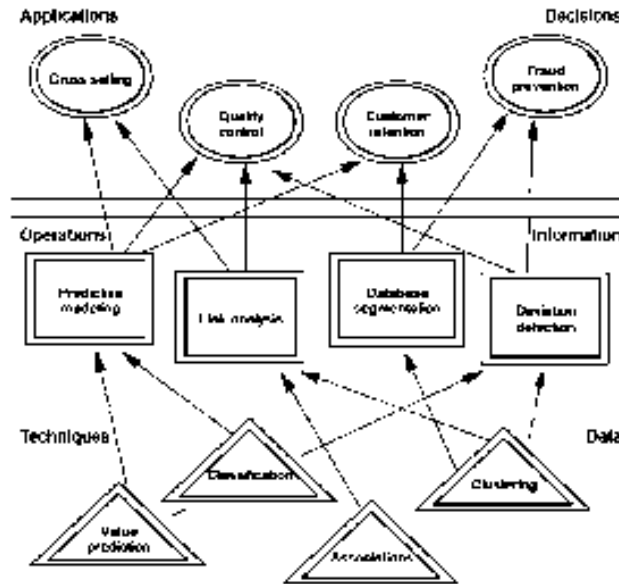 Applications
Decisions
Cross selling
Quality
control
Customer
retention
Fraud
prevention
Operations
Information
Predictive
modeling
Link analysis
Database
segmentation
Deviation
detection
Techniques
Data
Classification
Clustering
Value
prediction
Associations